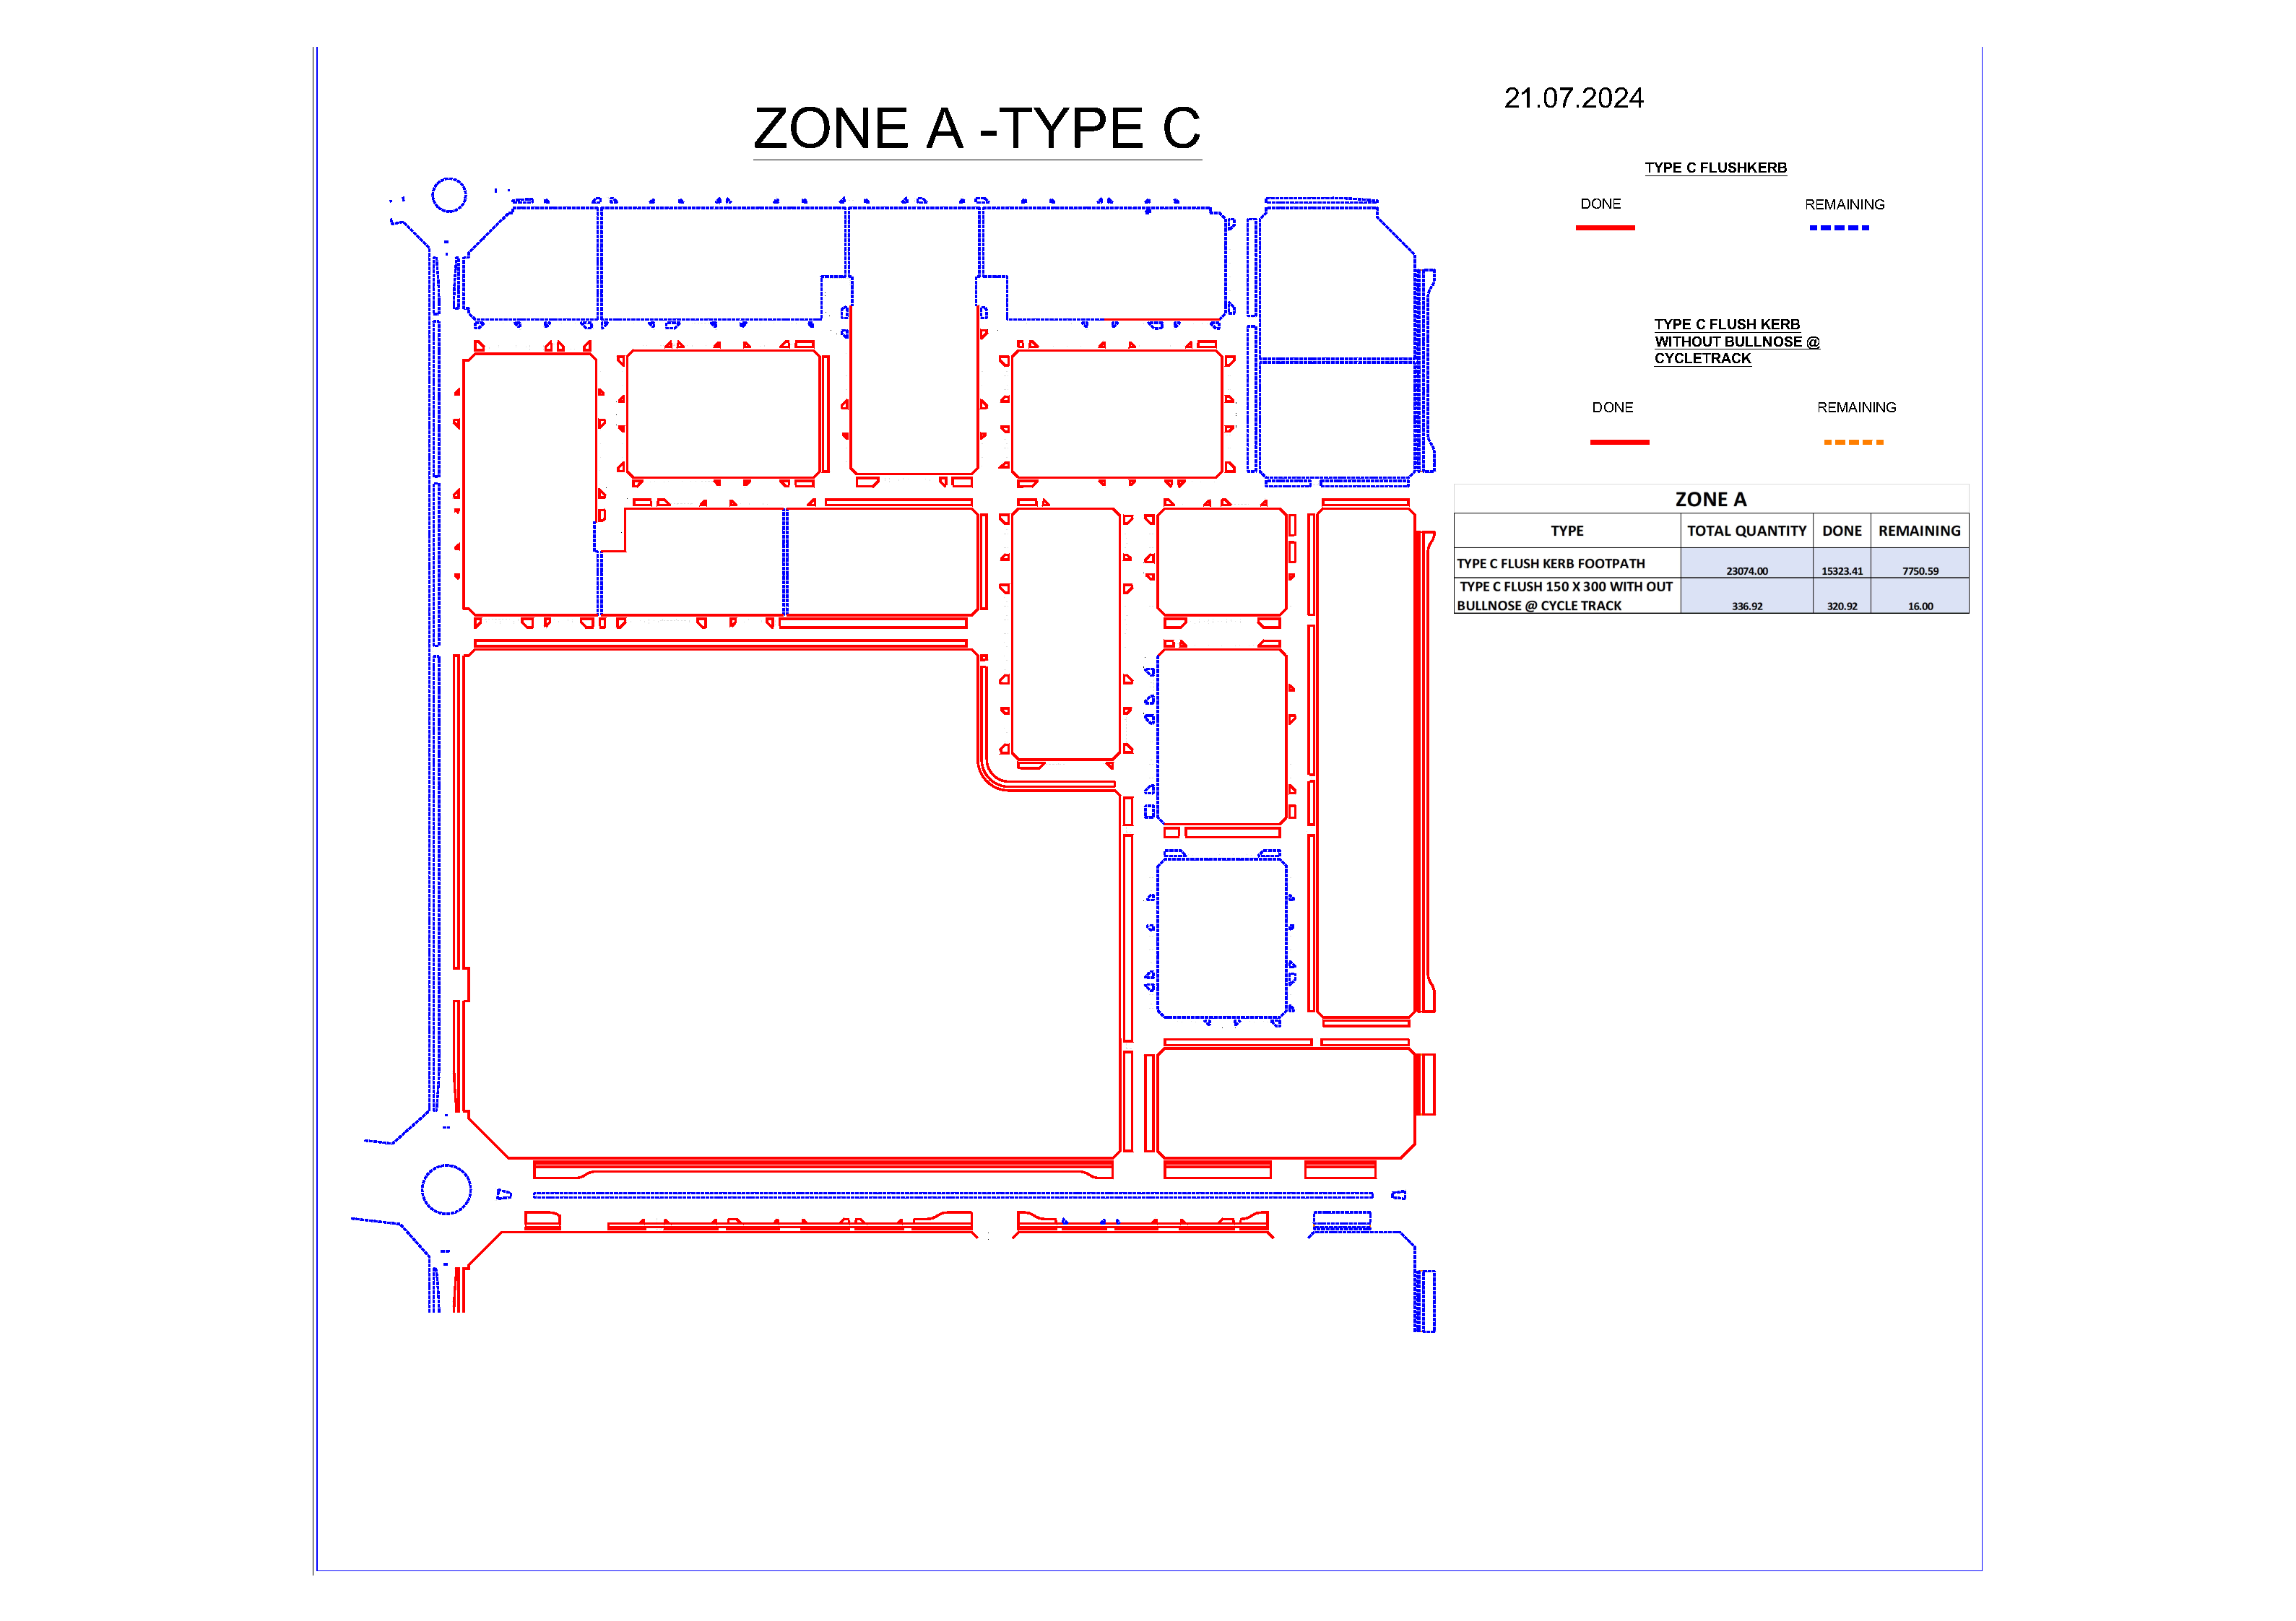 ZONE A -TYPE C
21.07.2024
TYPE C FLUSHKERB
DONE
REMAINING
TYPE C FLUSH KERB
WITHOUT BULLNOSE @
CYCLETRACK
DONE
REMAINING
ZONE A
TYPE TOTAL QUANTITY DONE REMAINING
TYPE C FLUSH KERB FOOTPATH 23074.00 15323.41 7750.59
TYPE C FLUSH 150 X 300 WITH OUT
BULLNOSE @ CYCLE TRACK 336.92 320.92 16.00